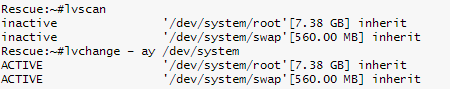 Rescue:~#lvscan
inactive '/dev/system/root'[7.38 GB] inherit
inactive '/dev/system/swap'[560.00 MB] inherit
Rescue:~#lvchange - ay /dev/system
ACTIVE '/dev/system/root'[7.38 GB] inherit
ACTIVE '/dev/system/swap'[560.00 MB] inherit